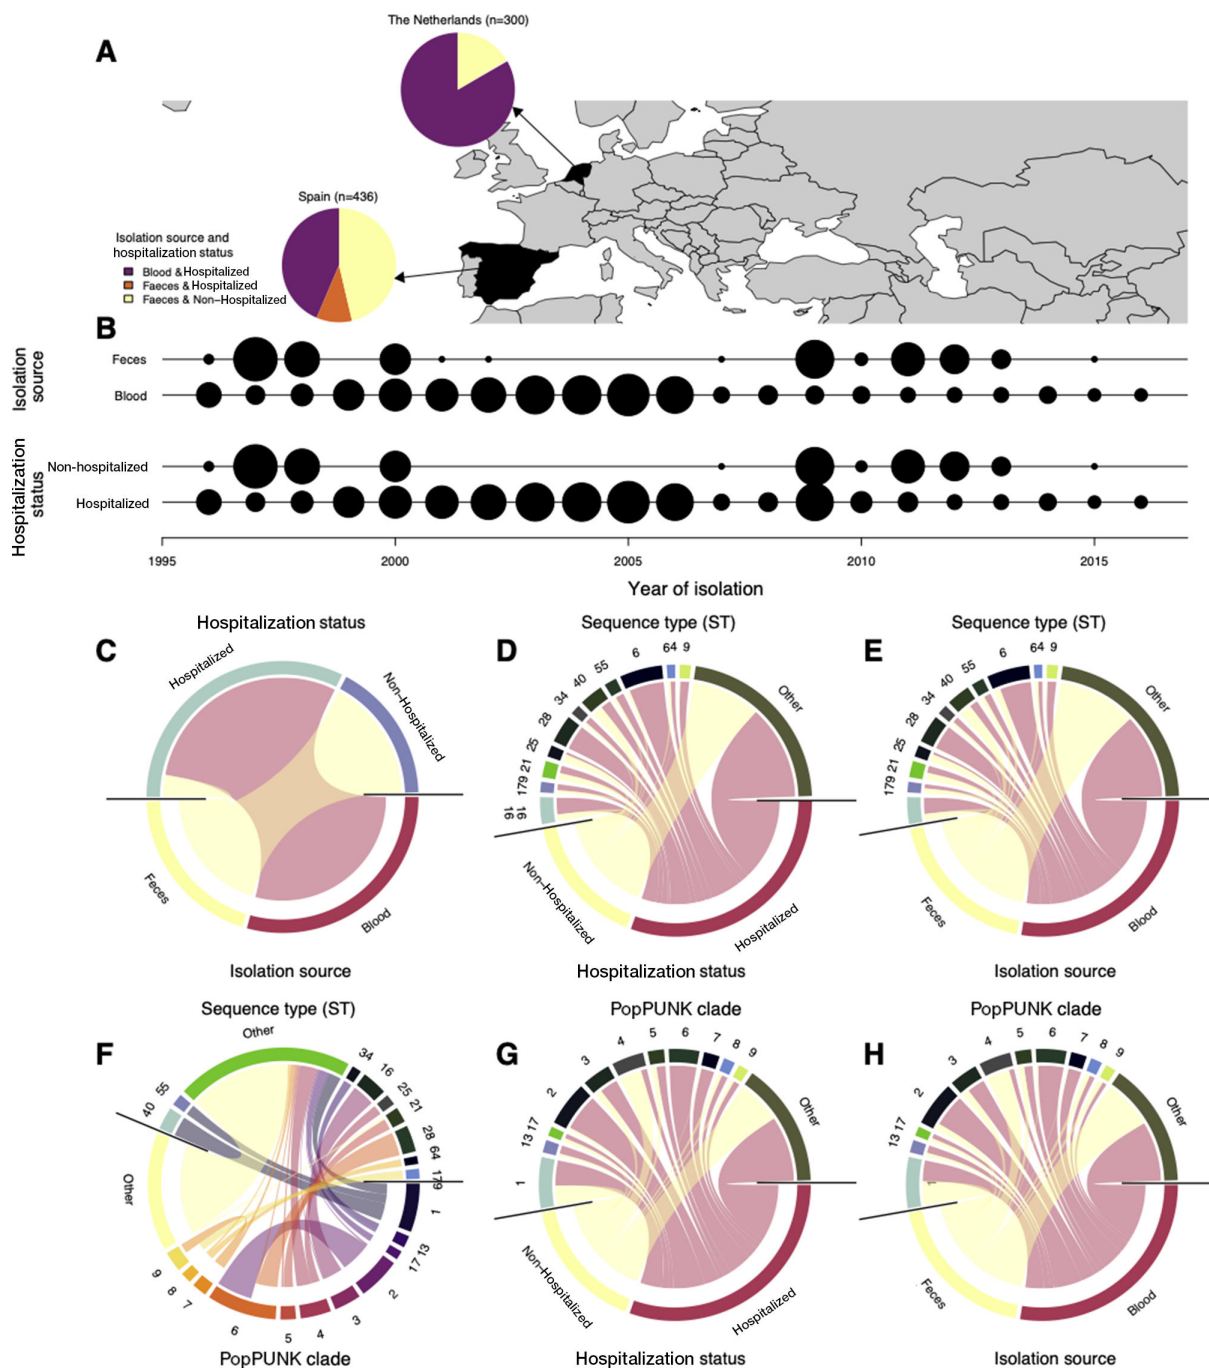 A
The Netherlands (n=300)
Spain (n=436)
Isolation source and
hospitalization status
Blood & Hospitalized
Faeces & Hospitalized
Faeces & Non–Hospitalized
B
Isolation
source
Feces
Blood
Hospitalization
status
Non-hospitalized
Hospitalized
1995 2000 2005 2010 2015
Year of isolation
C
Hospitalization status
Hospitalized
Non–Hospitalized
Feces
Blood
Isolation source
D
Sequence type (ST)
16 16 179 21 25 28 34 40 55 6 64 9 Other
Non–Hospitalized
Hospitalized
Hospitalization status
E
Sequence type (ST)
179 21 25 28 34 40 55 6 64 9 Other
Feces
Blood
Isolation source
F
Sequence type (ST)
40 55 Other 34 16 25 21 28 64 179
Other 9 8 7 6 5 4 3 2 17 13 1
PopPUNK clade
G
PopPUNK clade
1 13 17 2 3 4 5 6 7 8 9 Other
Non–Hospitalized
Hospitalized
Hospitalization status
H
PopPUNK clade
1 13 17 2 3 4 5 6 7 8 9 Other
Feces
Blood
Isolation source